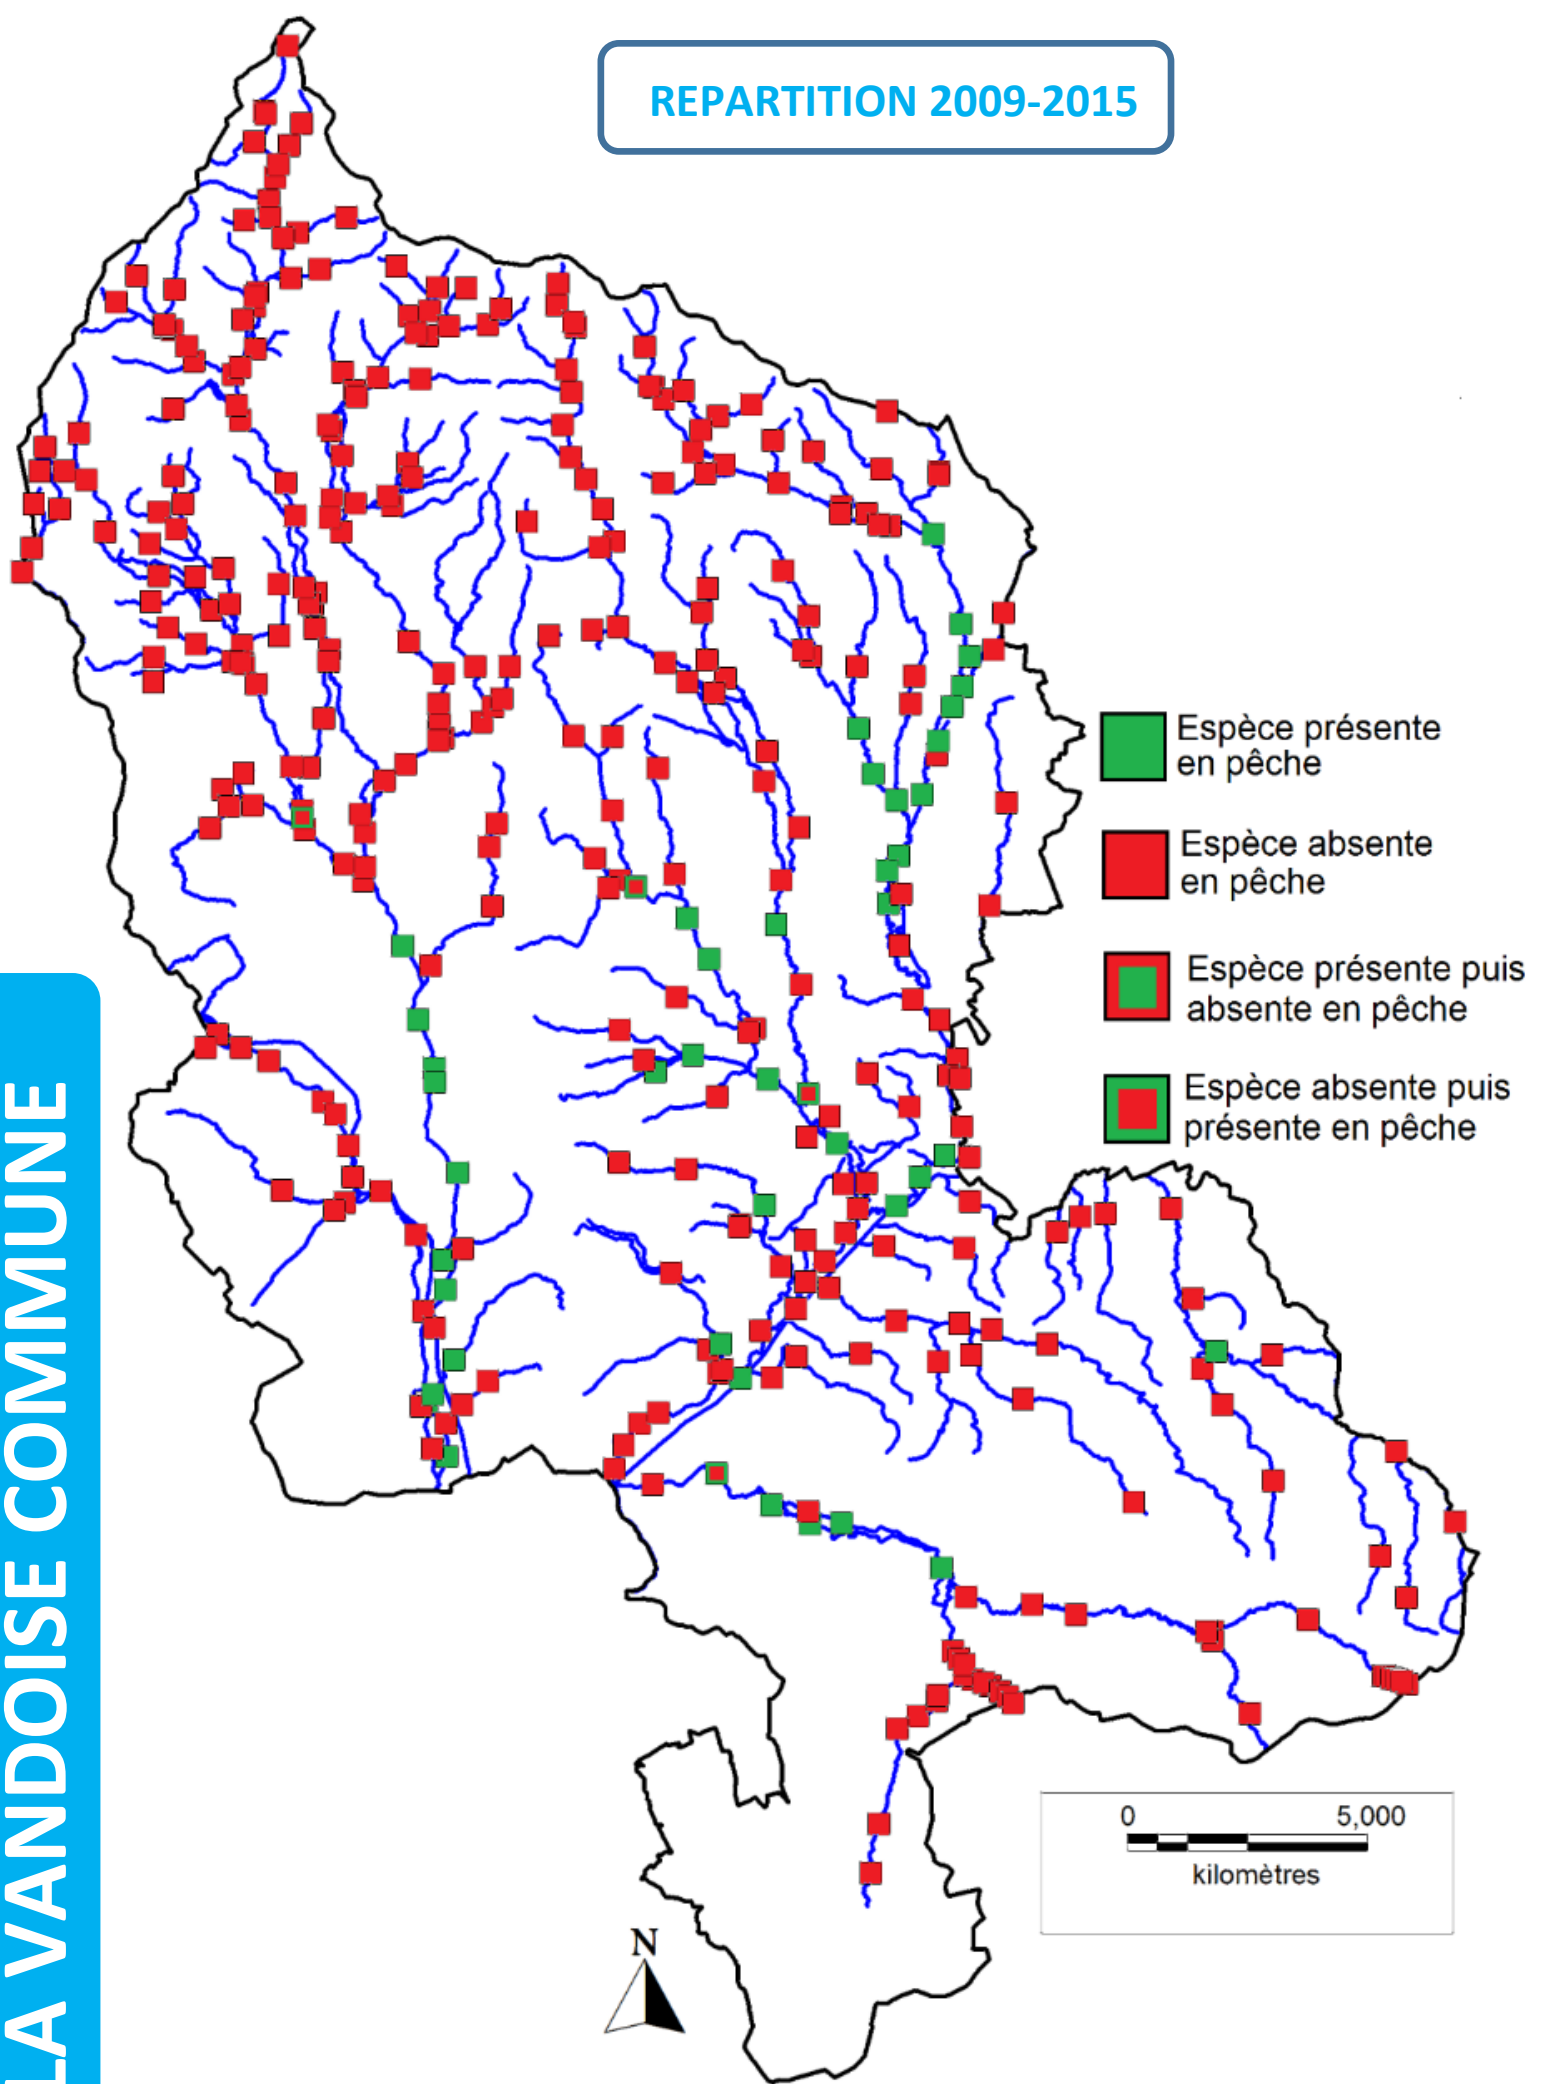 REPARTITION 2009-2015
Espèce présente
en pêche
Espèce absente
en pêche
Espèce présente puis
absente en pêche
Espèce absente puis
présente en pêche
LA VANDOISE COMMUNE
0 5,000
kilomètres
N